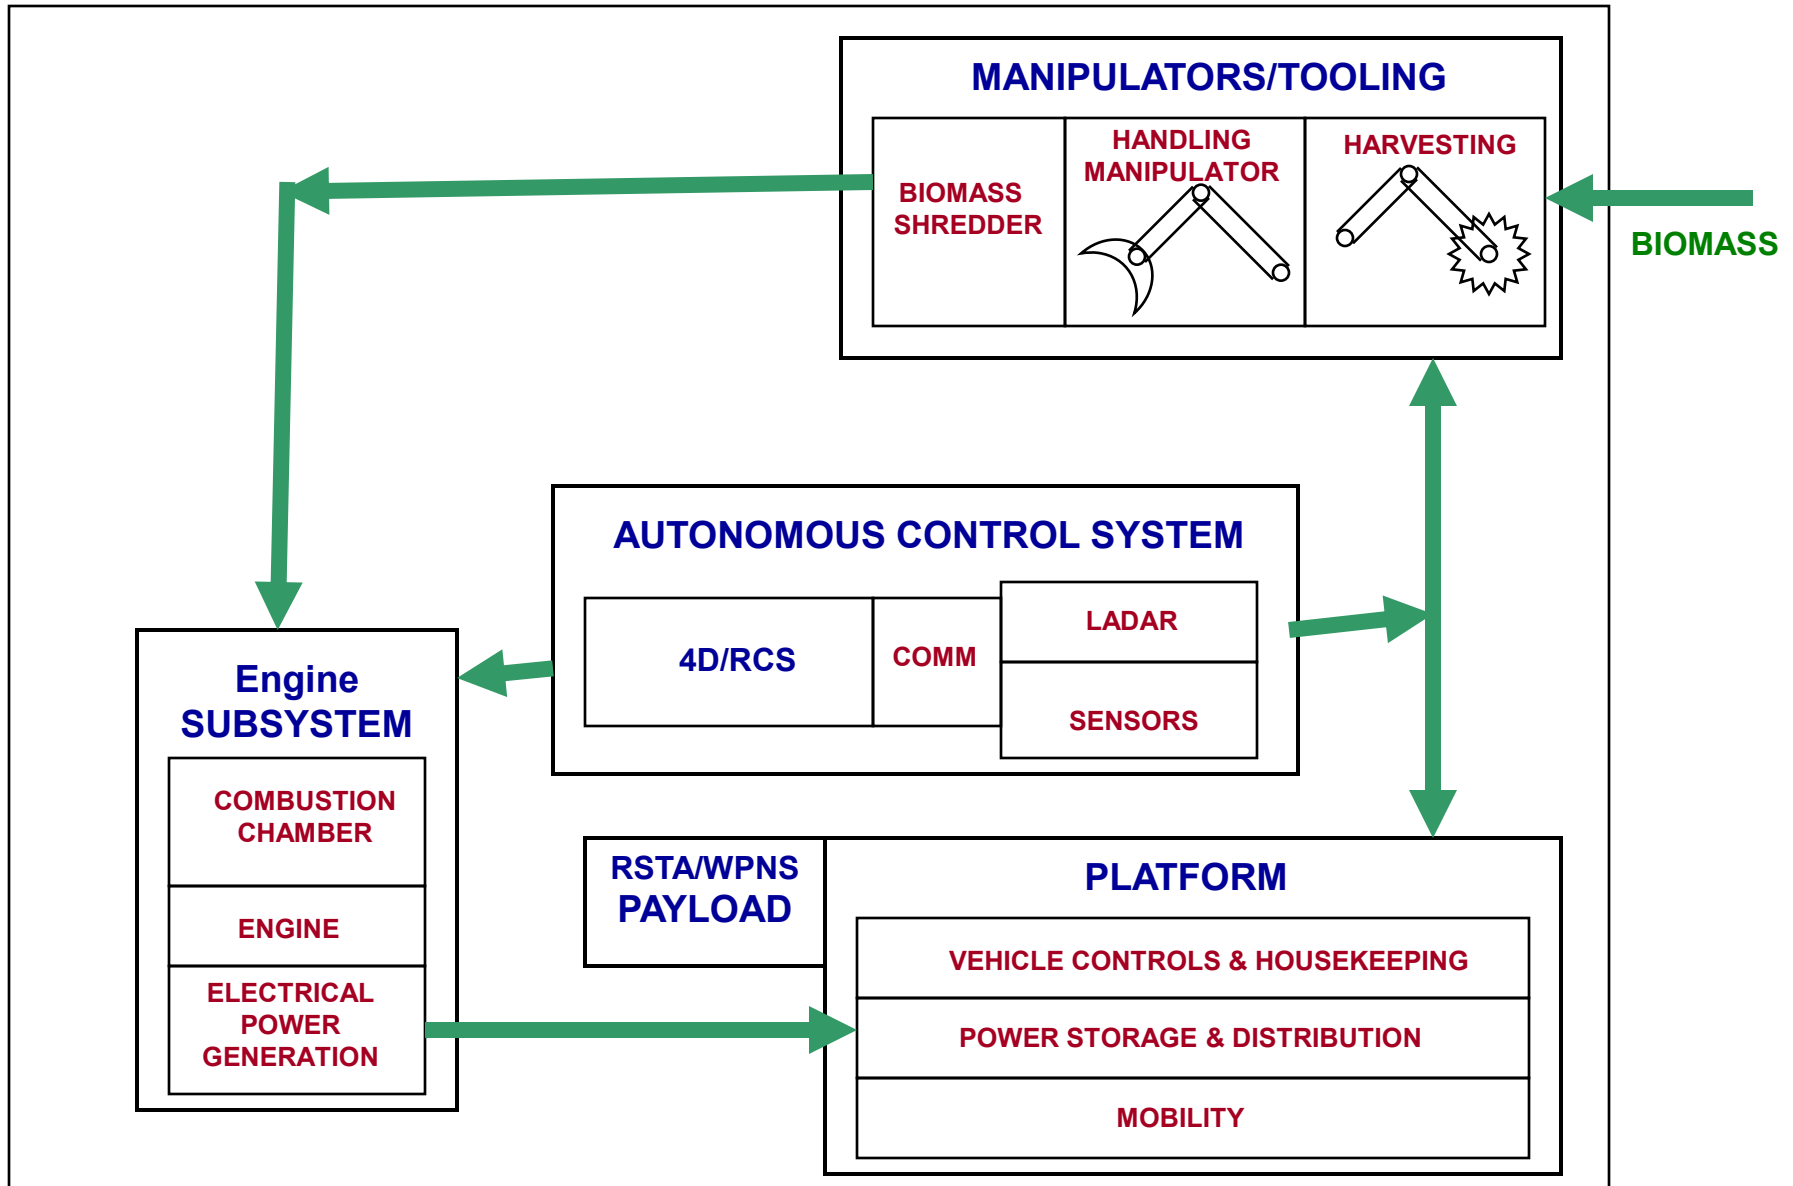 MANIPULATORS/TOOLING
BIOMASS
SHREDDER
HANDLING
MANIPULATOR
HARVESTING
BIOMASS
AUTONOMOUS CONTROL SYSTEM
4D/RCS
COMM
LADAR
SENSORS
Engine
SUBSYSTEM
COMBUSTION
CHAMBER
ENGINE
ELECTRICAL
POWER
GENERATION
RSTA/WPNS
PAYLOAD
PLATFORM
VEHICLE CONTROLS & HOUSEKEEPING
POWER STORAGE & DISTRIBUTION
MOBILITY